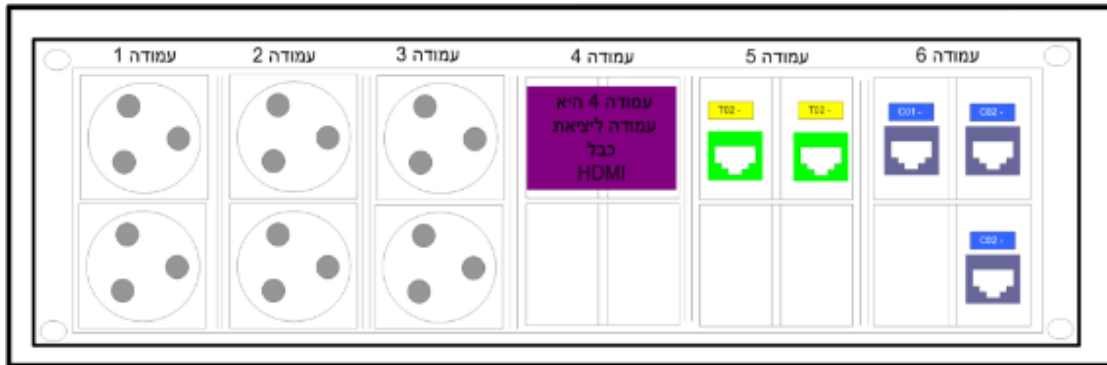 עמודה 1
עמודה 2
עמודה 3
עמודה 4
עמודה 5
עמודה 6
עמודה 4 היא
עמודה ליציאת
כבל
HDMI
T02 -
T02 -
C01 -
C02 -
C02 -